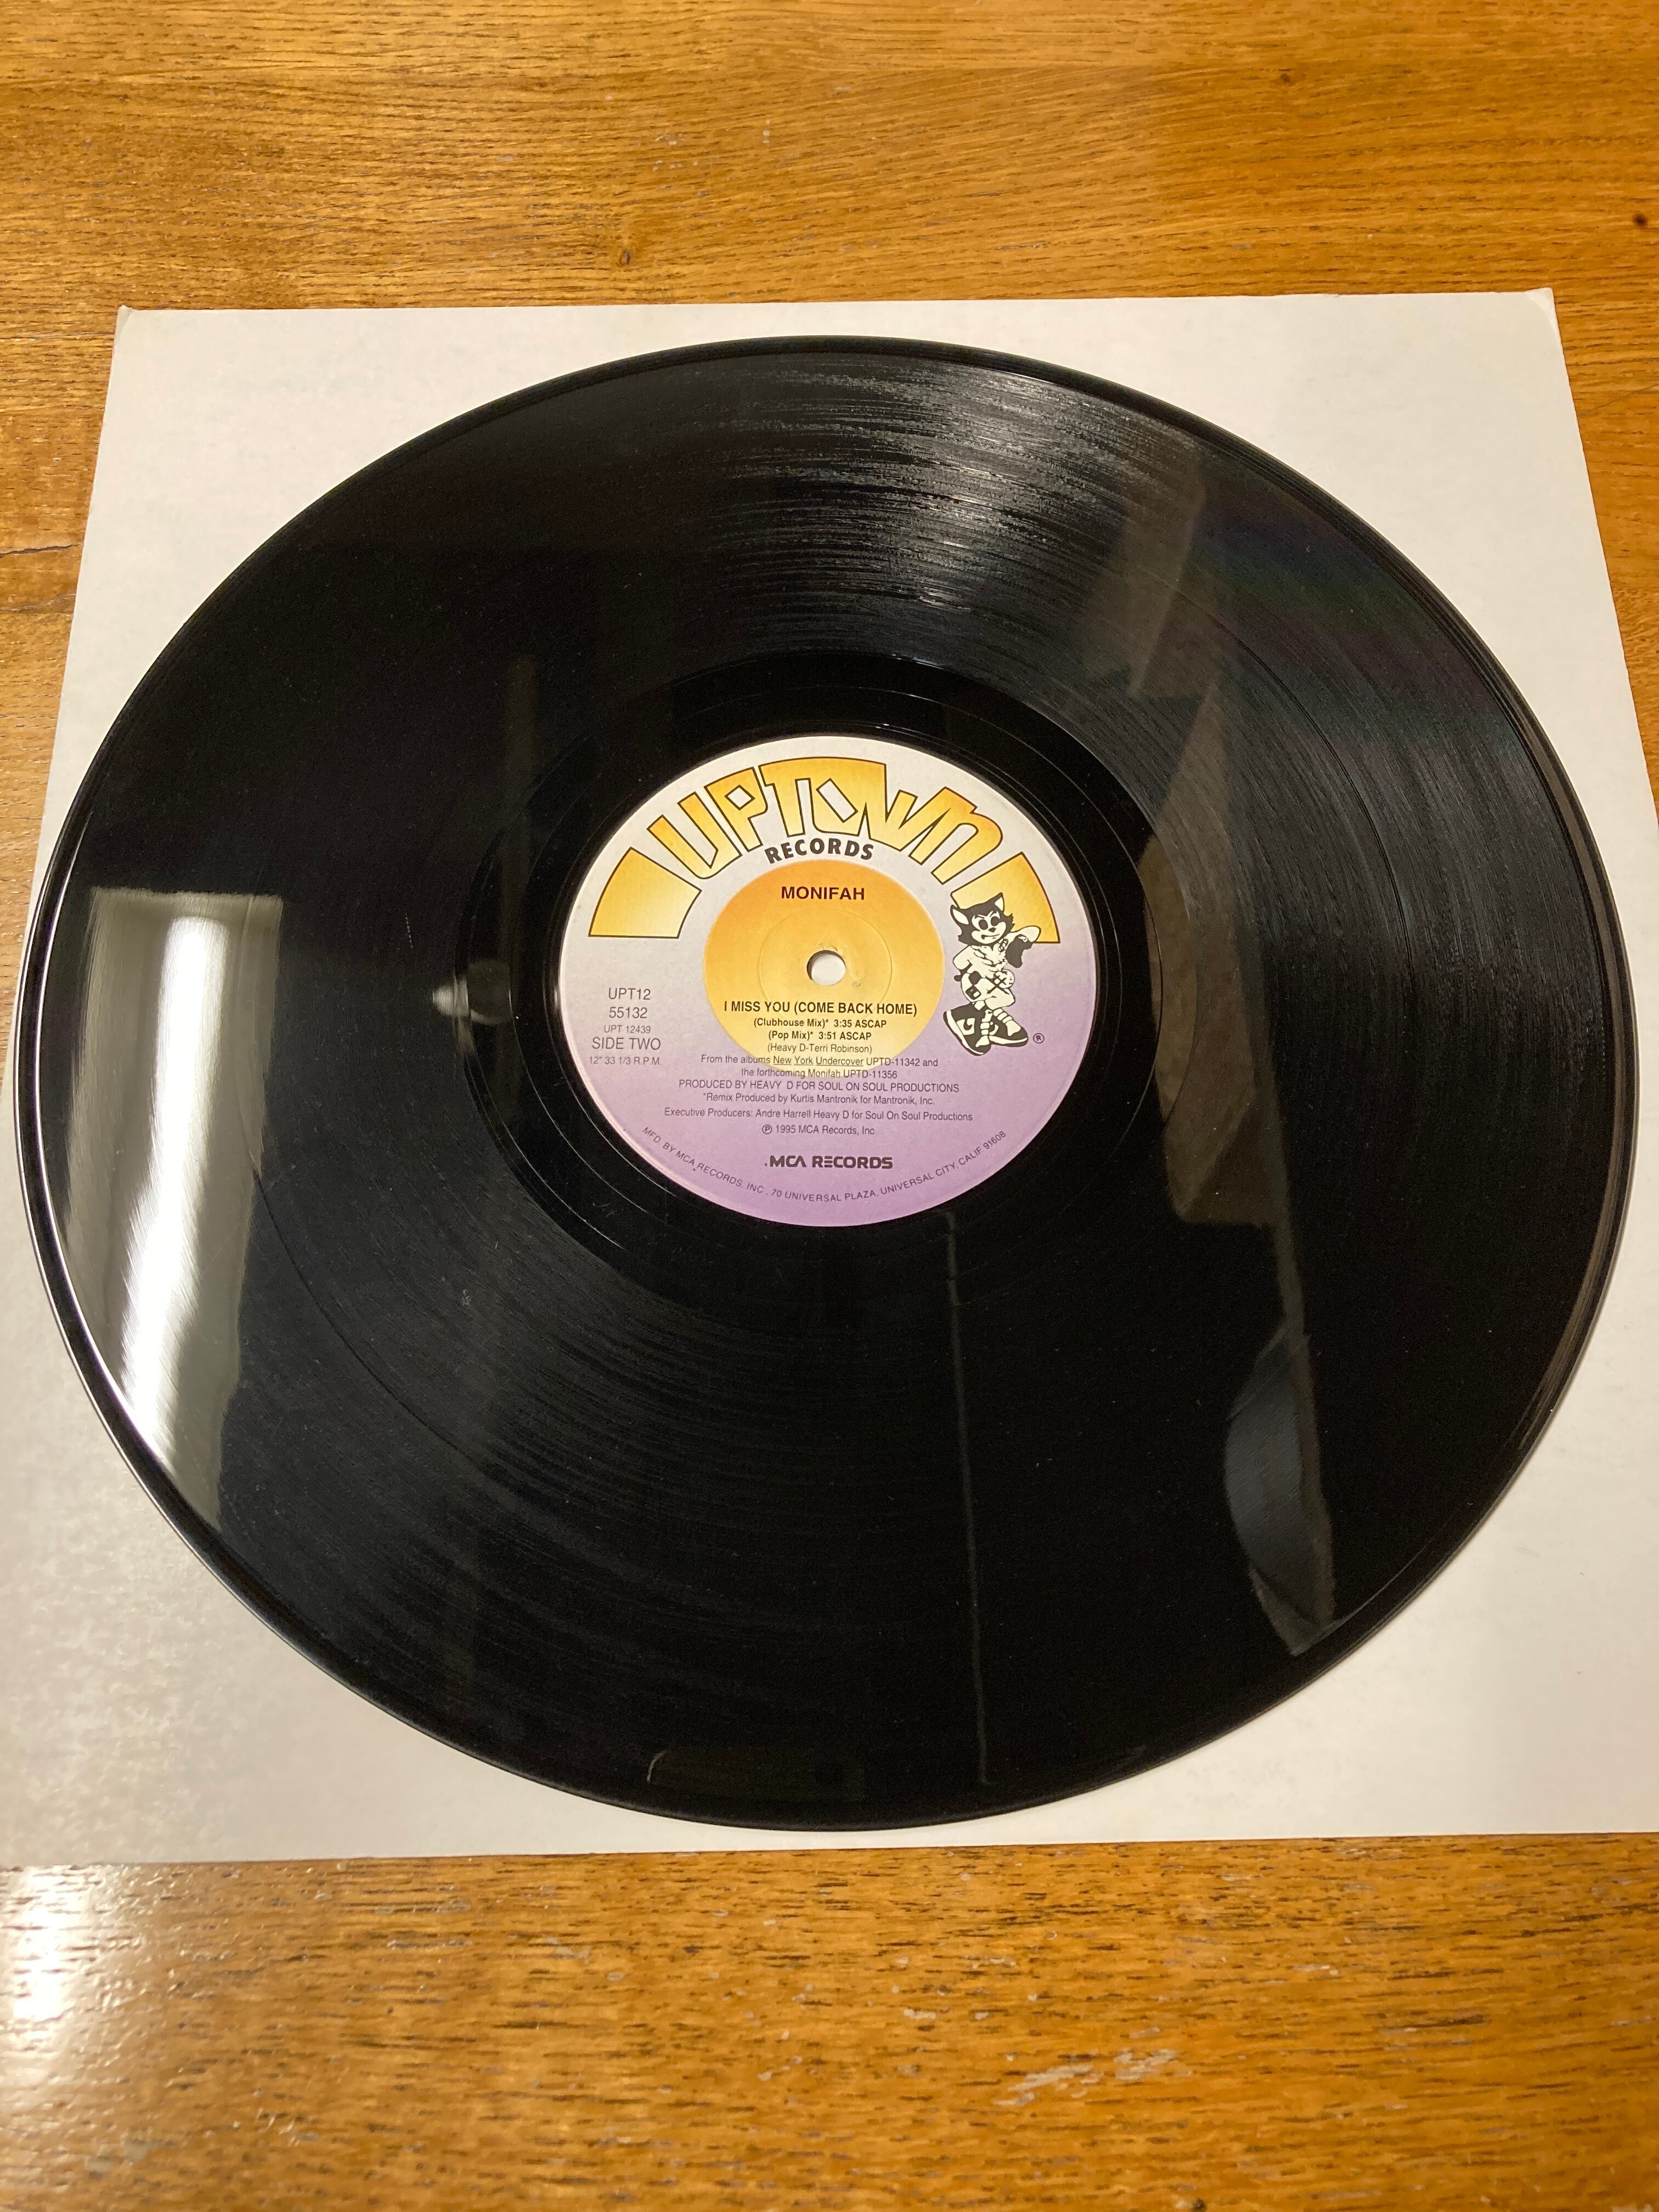 UPTOWN
RECORDS
MONIFAH
UPT12
55132
UPT 12439
SIDE TWO
12" 33 1/3 R.P.M.
I MISS YOU (COME BACK HOME)
(Clubhouse Mix)* 3:35 ASCAP
(Pop Mix)* 3:51 ASCAP
(Heavy D-Terri Robinson)
From the albums New York Undercover UPTD-11342 and
the forthcoming Monifah UPTD-11356
PRODUCED BY HEAVY D FOR SOUL ON SOUL PRODUCTIONS
*Remix Produced by Kurtis Mantronik for Mantronik, Inc.
Executive Producers: Andre Harrell Heavy D for Soul On Soul Productions
℗ 1995 MCA Records, Inc
.MCA RECORDS
MFD. BY MCA RECORDS, INC., 70 UNIVERSAL PLAZA, UNIVERSAL CITY, CALIF 91608
®